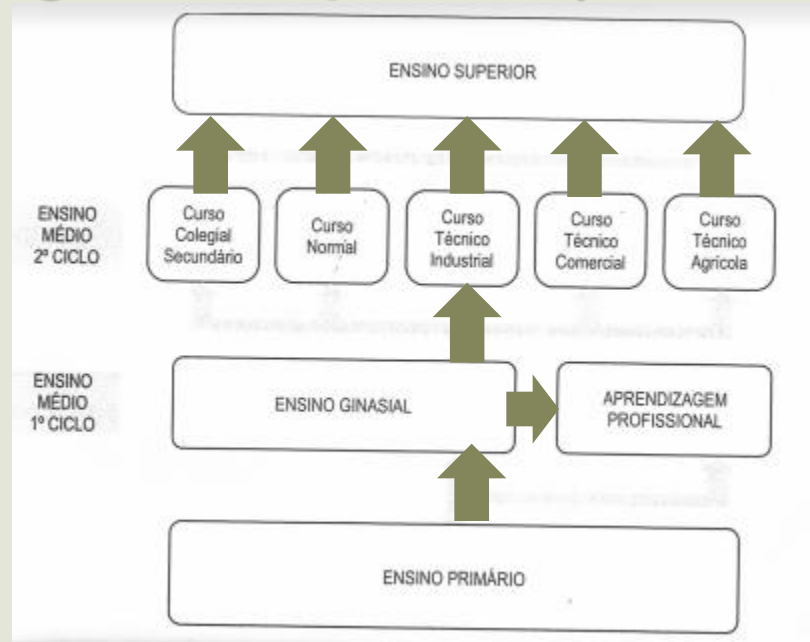 ENSINO SUPERIOR
ENSINO
MÉDIO
2º CICLO
Curso
Colegial
Secundário
Curso
Normal
Curso
Técnico
Industrial
Curso
Técnico
Comercial
Curso
Técnico
Agrícola
ENSINO
MÉDIO
1º CICLO
ENSINO GINASIAL
APRENDIZAGEM
PROFISSIONAL
ENSINO PRIMÁRIO